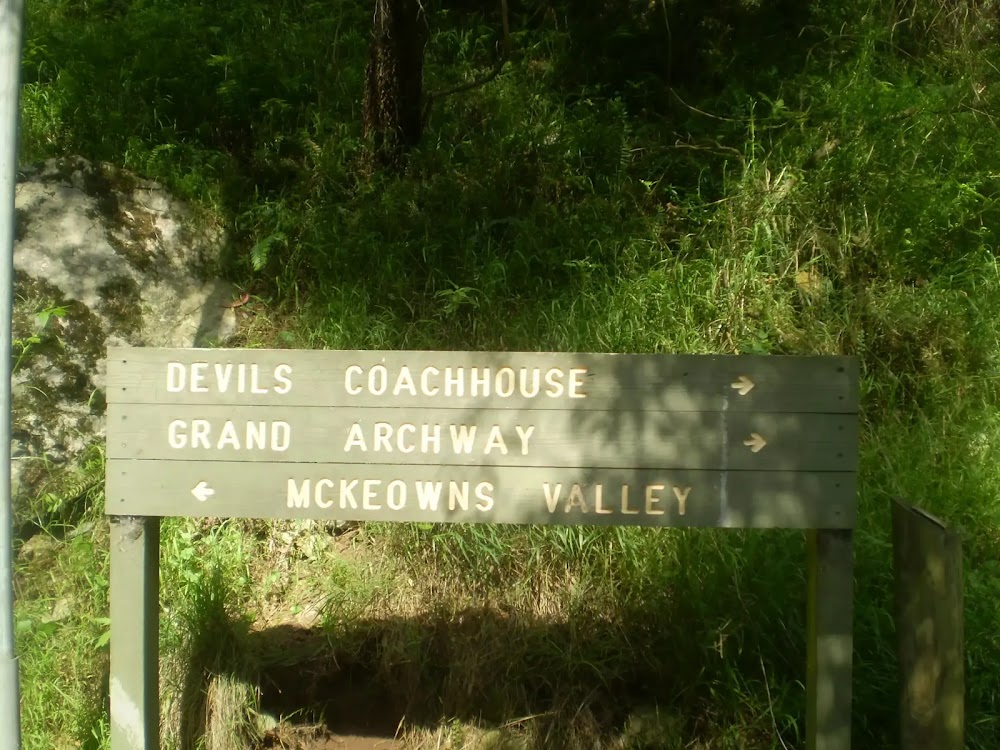 DEVILS COACHHOUSE →
GRAND ARCHWAY →
← MCKEOWNS VALLEY